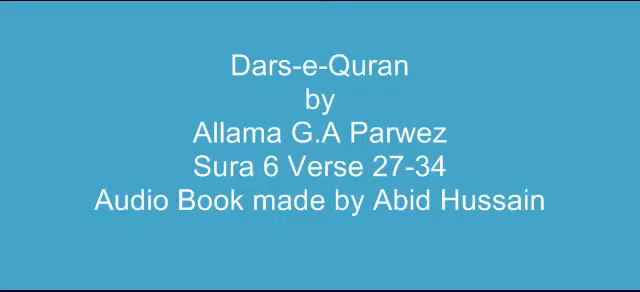 Dars-e-Quran
by
Allama G.A Parwez
Sura 6 Verse 27-34
Audio Book made by Abid Hussain